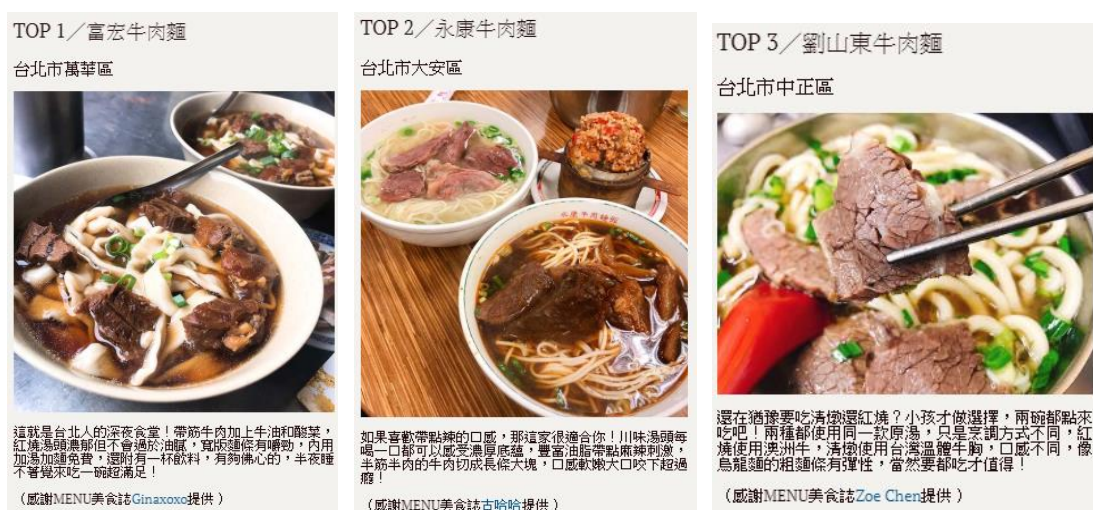 TOP 1／富宏牛肉麵
台北市萬華區
這就是台北人的深夜食堂！帶筋牛肉加上牛油和酸菜，
紅燒湯頭濃郁但不會過於油膩，寬版麵條有嚼勁，內用
加湯加麵免費，還附有一杯飲料，有夠佛心的，半夜睡
不著覺來吃一碗超滿足！
（感謝MENU美食誌Ginaxoxo提供）
TOP 2／永康牛肉麵
台北市大安區
永康牛肉麵館
如果喜歡帶點辣的口感，那這家很適合你！川味湯頭每
喝一口都可以感受濃厚底蘊，豐富油脂帶點麻辣刺激，
半筋半肉的牛肉切成長條大塊，口感軟嫩大口咬下超過
癮！
（感謝MENU美食誌古哈哈提供）
TOP 3／劉山東牛肉麵
台北市中正區
還在猶豫要吃清燉還紅燒？小孩才做選擇，兩碗都點來
吃吧！兩種都使用同一款原湯，只是烹調方式不同，紅
燒使用澳洲牛，清燉使用台灣溫體牛胸，口感不同，像
烏龍麵的粗麵條有彈性，當然要都吃才值得！
（感謝MENU美食誌Zoe Chen提供）